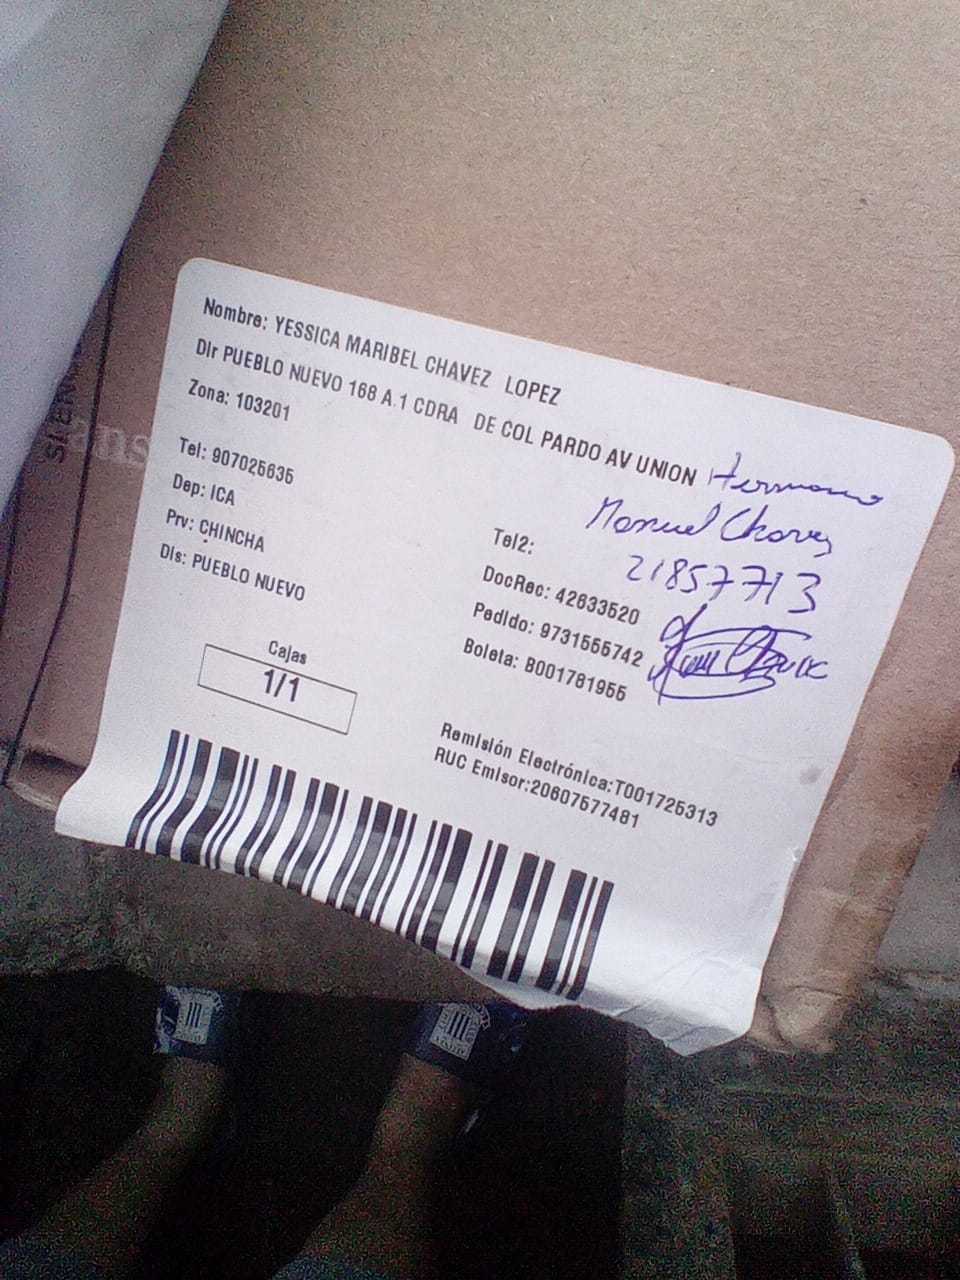 Nombre: YESSICA MARIBEL CHAVEZ LOPEZ
Dir PUEBLO NUEVO 168 A.1 CDRA DE COL PARDO AV UNION
Zona: 103201
Hermano
Manuel Chavez
21857713
Tel: 907025635
Tel2:
Dep: ICA
DocRec: 42633520
Prv: CHINCHA
Pedido: 9731555742
Dis: PUEBLO NUEVO
Boleta: B001781955
Cajas
1/1
Remisión Electrónica:T001725313
RUC Emisor:20607577481